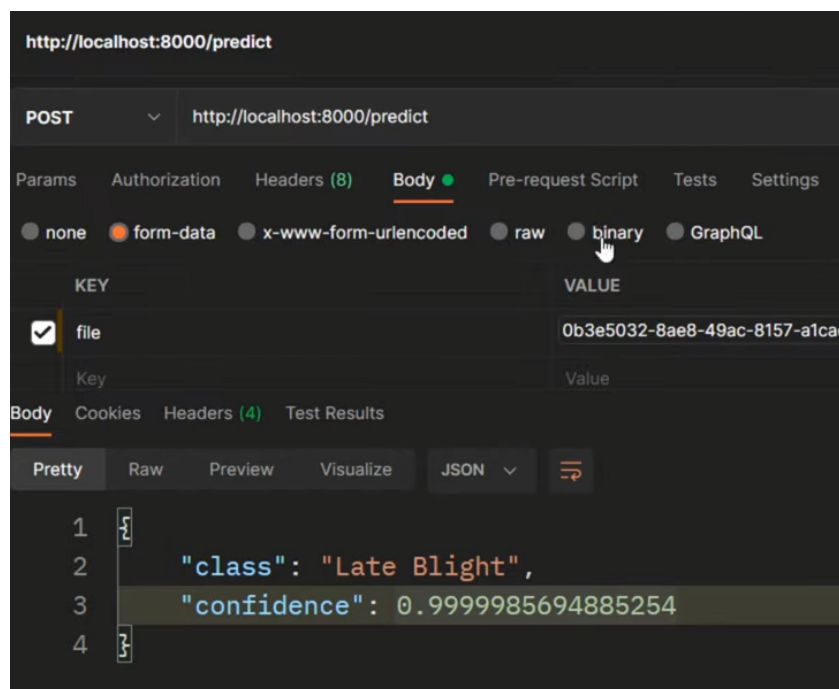 http://localhost:8000/predict
POST http://localhost:8000/predict
Params Authorization Headers (8) Body Pre-request Script Tests Settings
none form-data x-www-form-urlencoded raw binary GraphQL
KEY VALUE
file 0b3e5032-8ae8-49ac-8157-a1ca
Key Value
Body Cookies Headers (4) Test Results
Pretty Raw Preview Visualize JSON
1 {
2 "class": "Late Blight",
3 "confidence": 0.9999985694885254
4 }